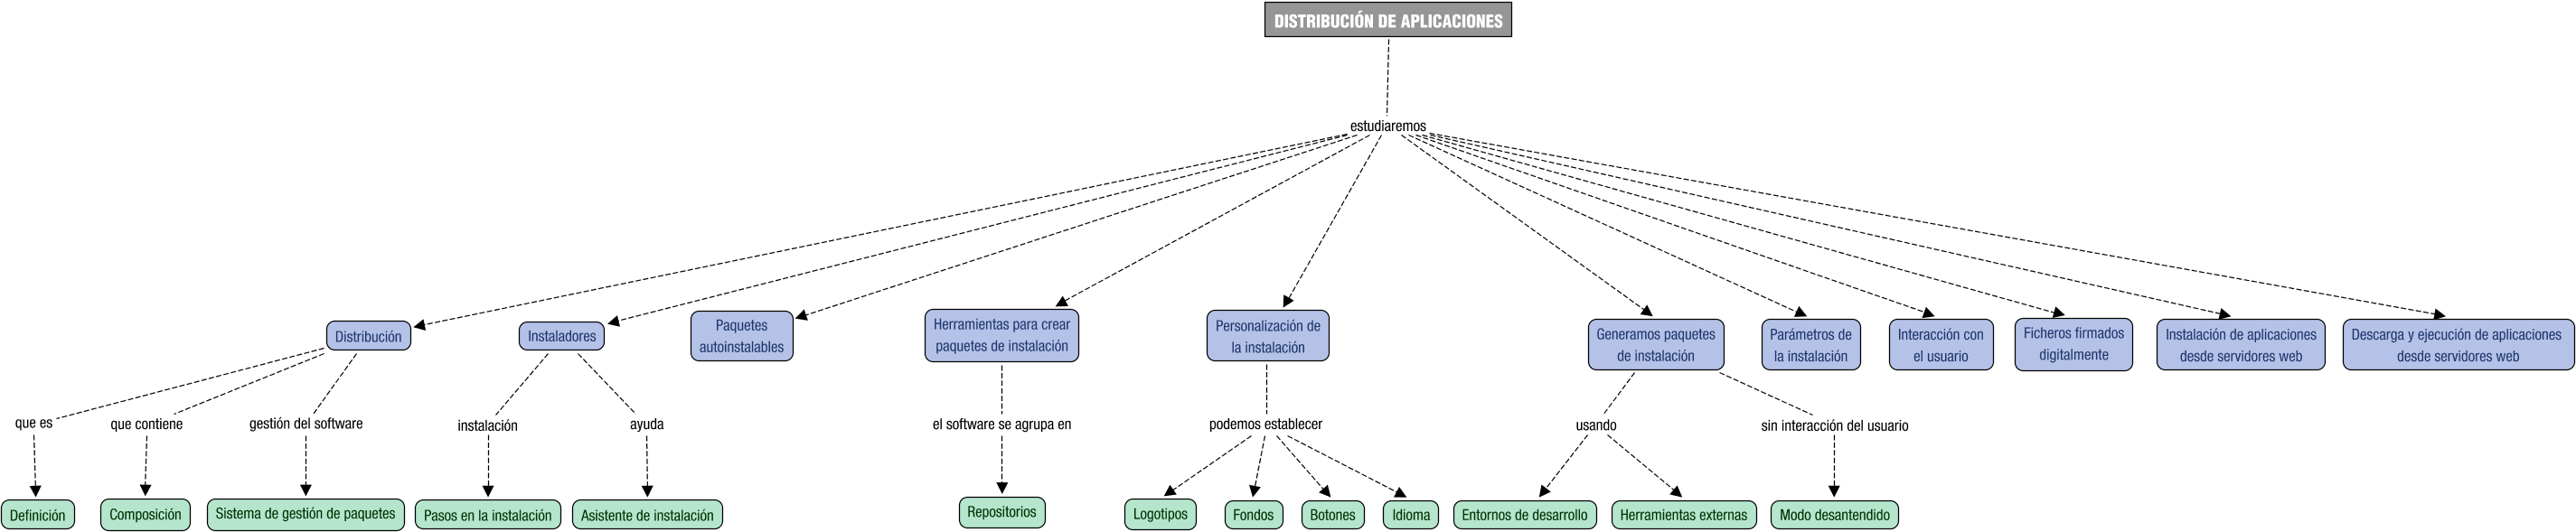 DISTRIBUCIÓN DE APLICACIONES
estudiaremos
Distribución
Instaladores
Paquetes
autoinstalables
Herramientas para crear
paquetes de instalación
Personalización de
la instalación
Generamos paquetes
de instalación
Parámetros de
la instalación
Interacción con
el usuario
Ficheros firmados
digitalmente
Instalación de aplicaciones
desde servidores web
Descarga y ejecución de aplicaciones
desde servidores web
que es
que contiene
gestión del software
instalación
ayuda
el software se agrupa en
podemos establecer
usando
sin interacción del usuario
Definición
Composición
Sistema de gestión de paquetes
Pasos en la instalación
Asistente de instalación
Repositorios
Logotipos
Fondos
Botones
Idioma
Entornos de desarrollo
Herramientas externas
Modo desantendido